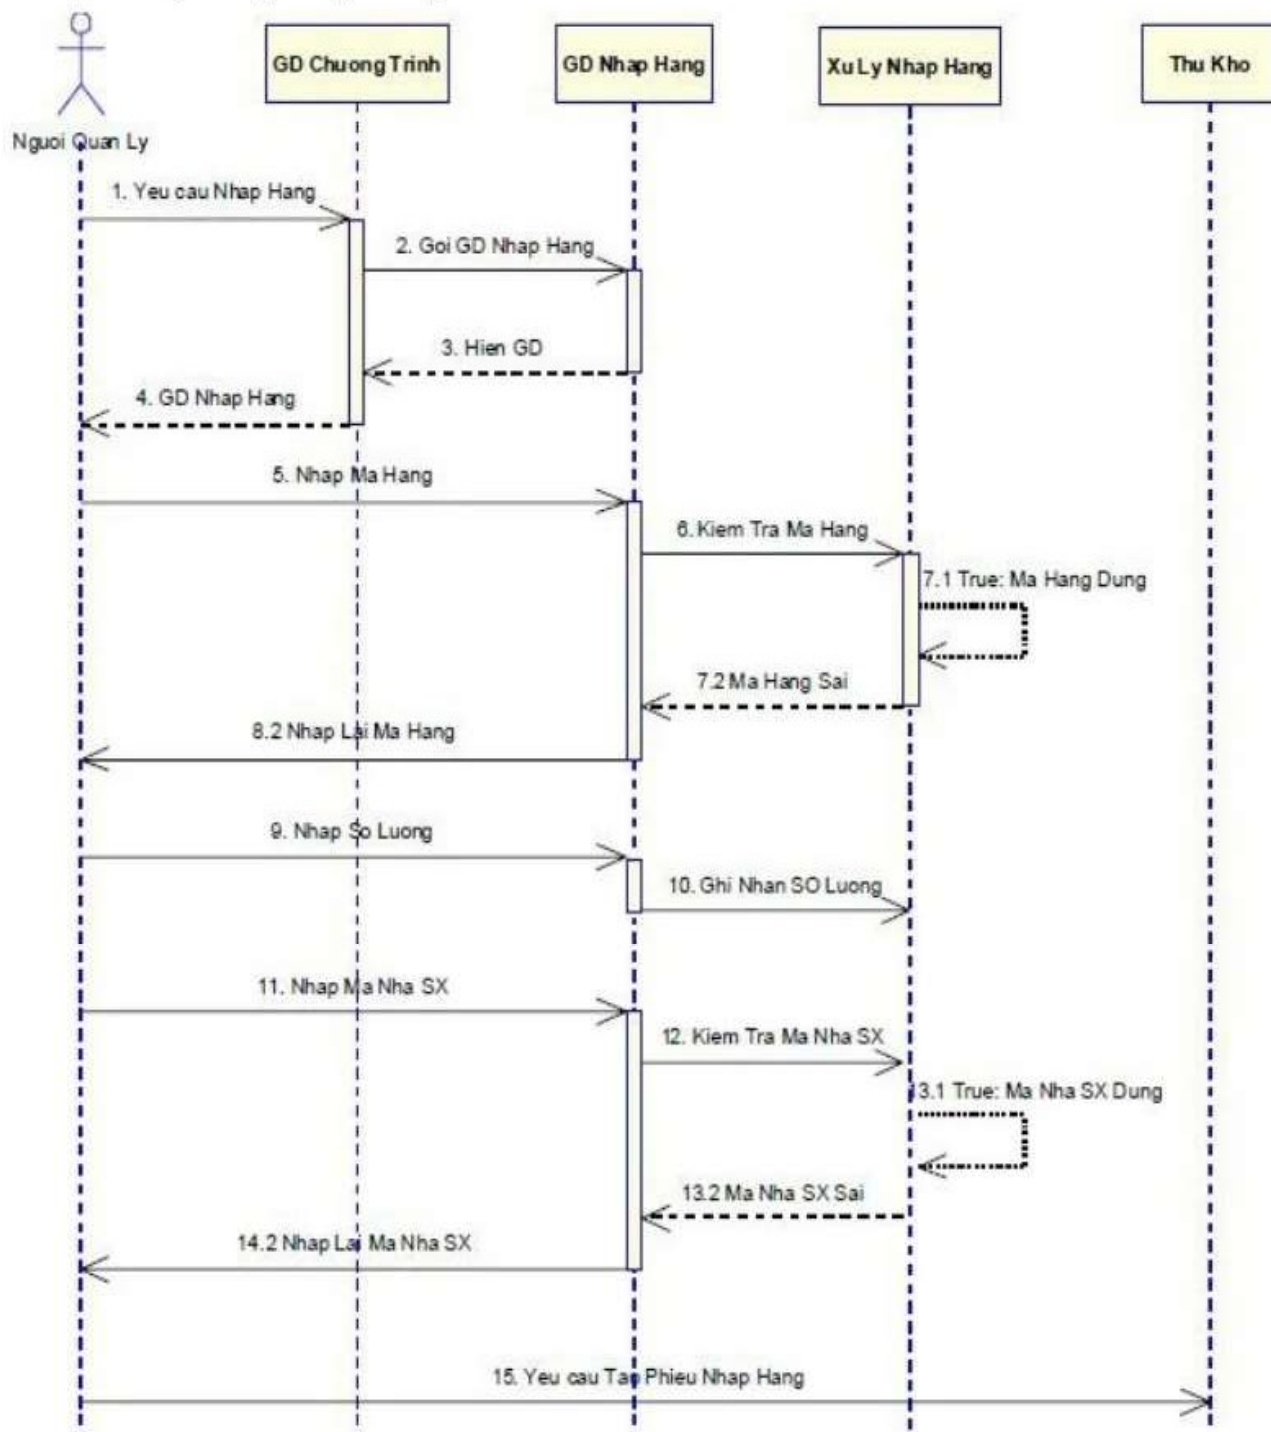 GD Chuong Trinh
GD Nhap Hang
Xu Ly Nhap Hang
Thu Kho
Nguoi Quan Ly
1. Yeu cau Nhap Hang
2. Goi GD Nhap Hang
3. Hien GD
4. GD Nhap Hang
5. Nhap Ma Hang
6. Kiem Tra Ma Hang
7.1 True: Ma Hang Dung
7.2 Ma Hang Sai
8.2 Nhap Lai Ma Hang
9. Nhap So Luong
10. Ghi Nhan SO Luong
11. Nhap Ma Nha SX
12. Kiem Tra Ma Nha SX
13.1 True: Ma Nha SX Dung
13.2 Ma Nha SX Sai
14.2 Nhap Lai Ma Nha SX
15. Yeu cau Tao Phieu Nhap Hang